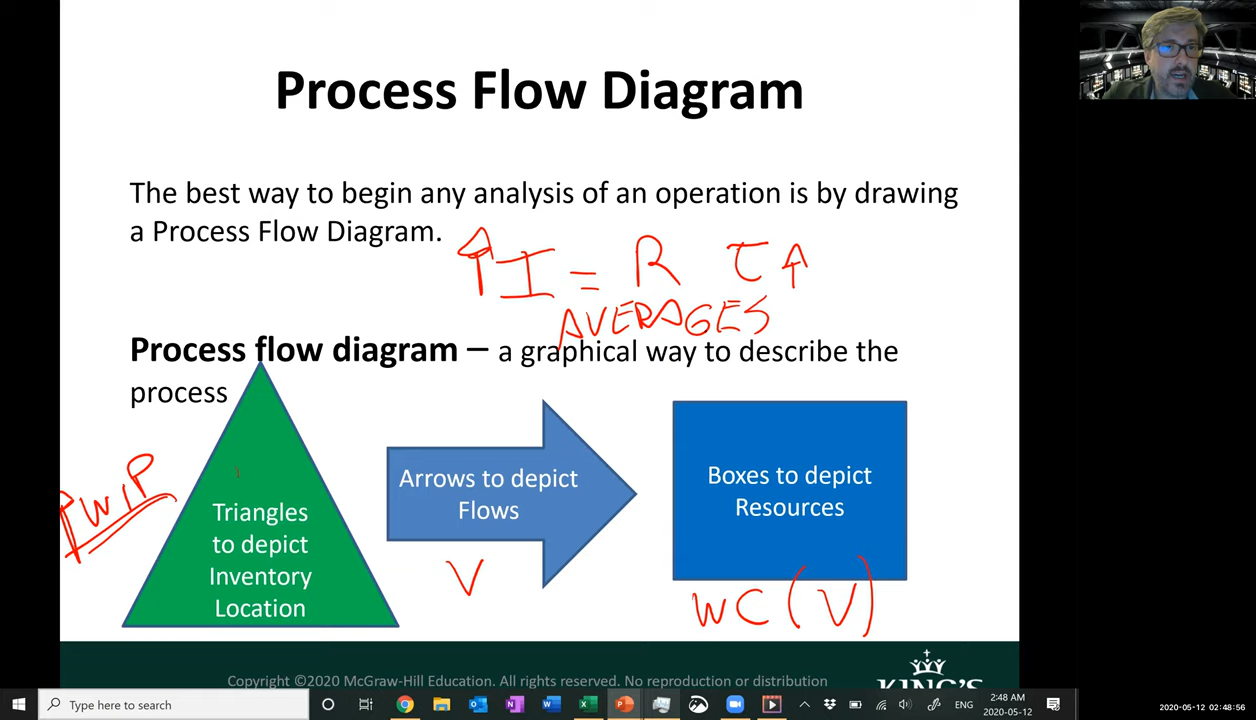 Process Flow Diagram
The best way to begin any analysis of an operation is by drawing
a Process Flow Diagram.
↑I = R τ↑
AVERAGES
Process flow diagram – a graphical way to describe the
process
↑WIP
Triangles
to depict
Inventory
Location
Arrows to depict
Flows
V
Boxes to depict
Resources
WC (V)
Copyright ©2020 McGraw-Hill Education. All rights reserved. No reproduction or distribution
KING'S
Type here to search
ENG
2:48 AM
2020-05-12
2020-05-12 02:48:56